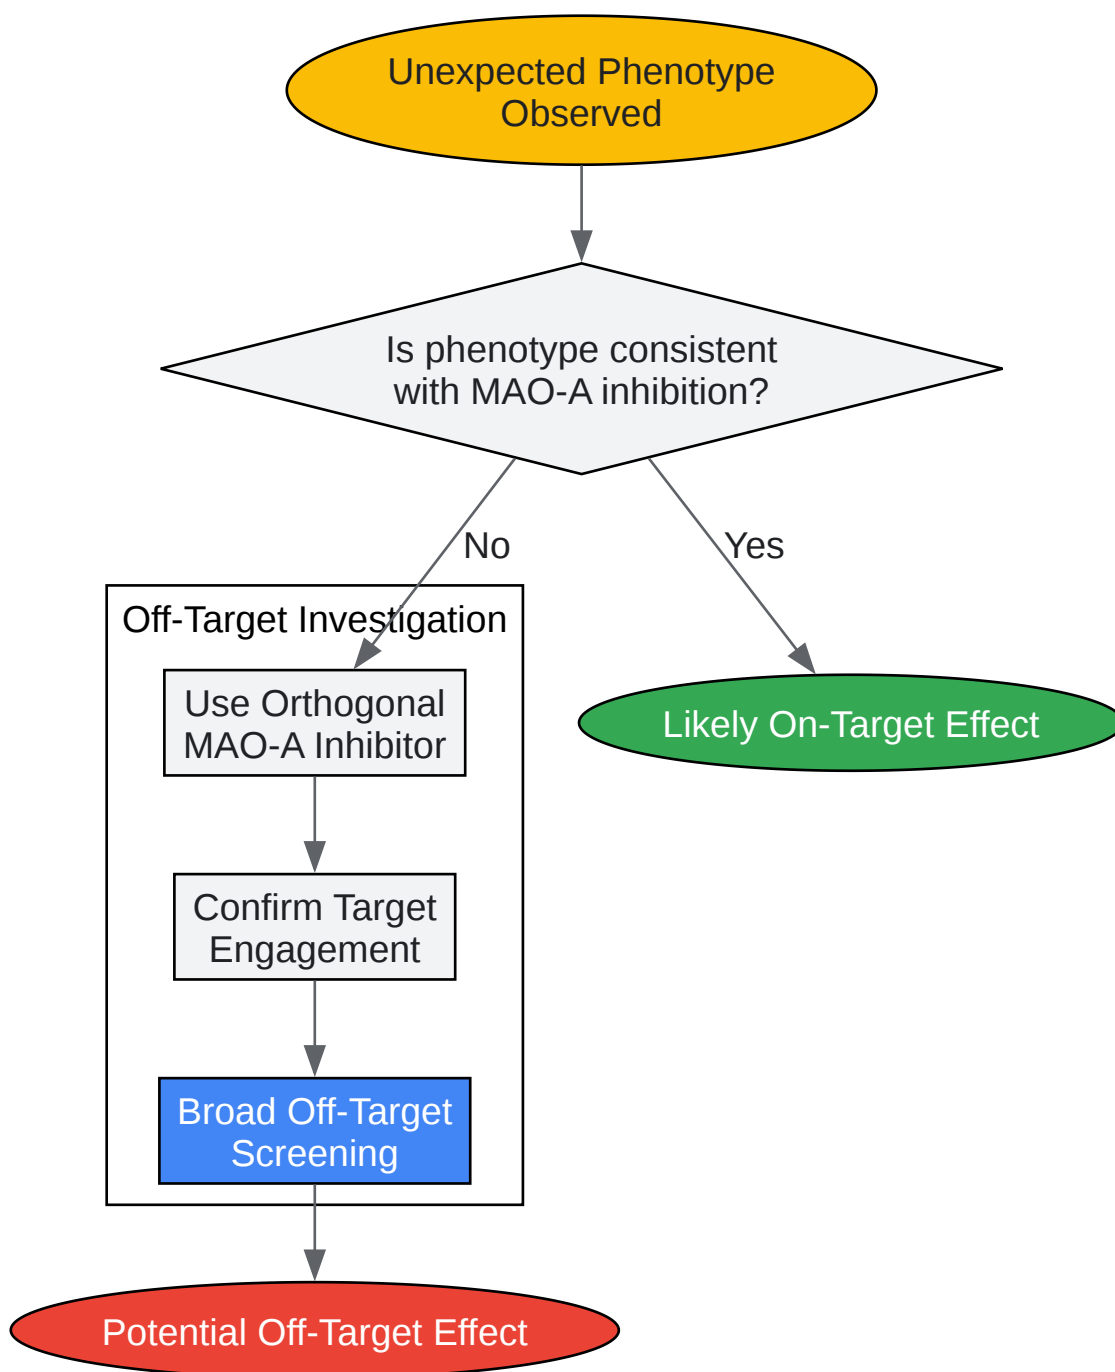 Unexpected Phenotype
Observed
Is phenotype consistent
with MAO-A inhibition?
No
Yes
Off-Target Investigation
Use Orthogonal
MAO-A Inhibitor
Likely On-Target Effect
Confirm Target
Engagement
Broad Off-Target
Screening
Potential Off-Target Effect